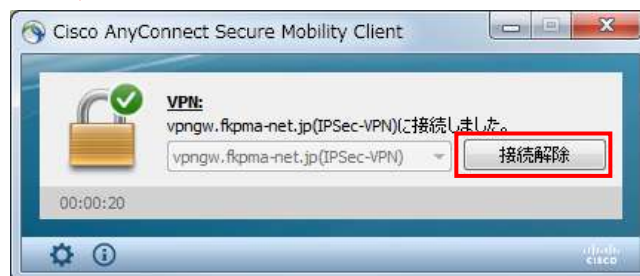 Cisco AnyConnect Secure Mobility Client
VPN:
vpngw.fkpma-net.jp(IPSec-VPN)に接続しました。
vpngw.fkpma-net.jp(IPSec-VPN)
接続解除
00:00:20
cisco